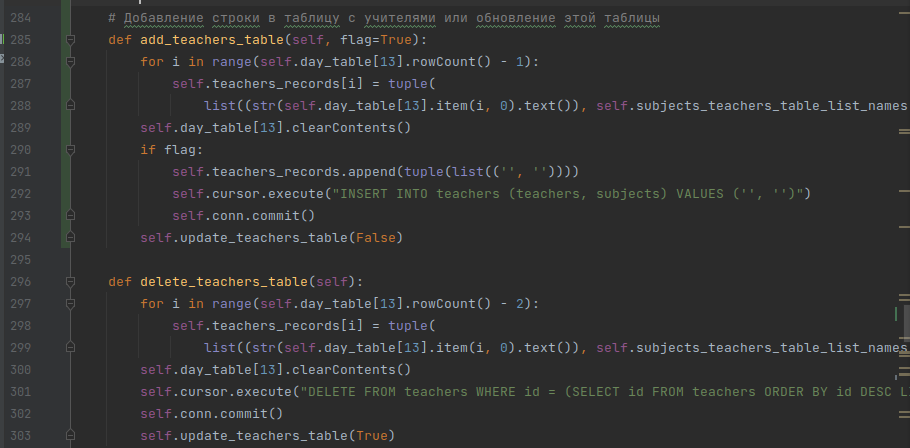 284 # Добавление строки в таблицу с учителями или обновление этой таблицы
285 def add_teachers_table(self, flag=True):
286 for i in range(self.day_table[13].rowCount() - 1):
287 self.teachers_records[i] = tuple(
288 list((str(self.day_table[13].item(i, 0).text()), self.subjects_teachers_table_list_names
289 self.day_table[13].clearContents()
290 if flag:
291 self.teachers_records.append(tuple(list(('', ''))))
292 self.cursor.execute("INSERT INTO teachers (teachers, subjects) VALUES ('', '')")
293 self.conn.commit()
294 self.update_teachers_table(False)
295
296 def delete_teachers_table(self):
297 for i in range(self.day_table[13].rowCount() - 2):
298 self.teachers_records[i] = tuple(
299 list((str(self.day_table[13].item(i, 0).text()), self.subjects_teachers_table_list_names
300 self.day_table[13].clearContents()
301 self.cursor.execute("DELETE FROM teachers WHERE id = (SELECT id FROM teachers ORDER BY id DESC L
302 self.conn.commit()
303 self.update_teachers_table(True)